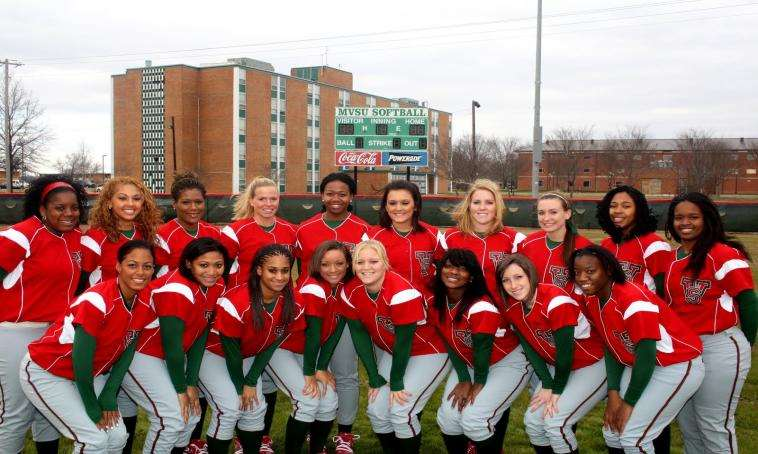 MVSU SOFTBALL
VISITOR INNING HOME
H E
BALL STRIKE OUT
Coca-Cola POWERADE